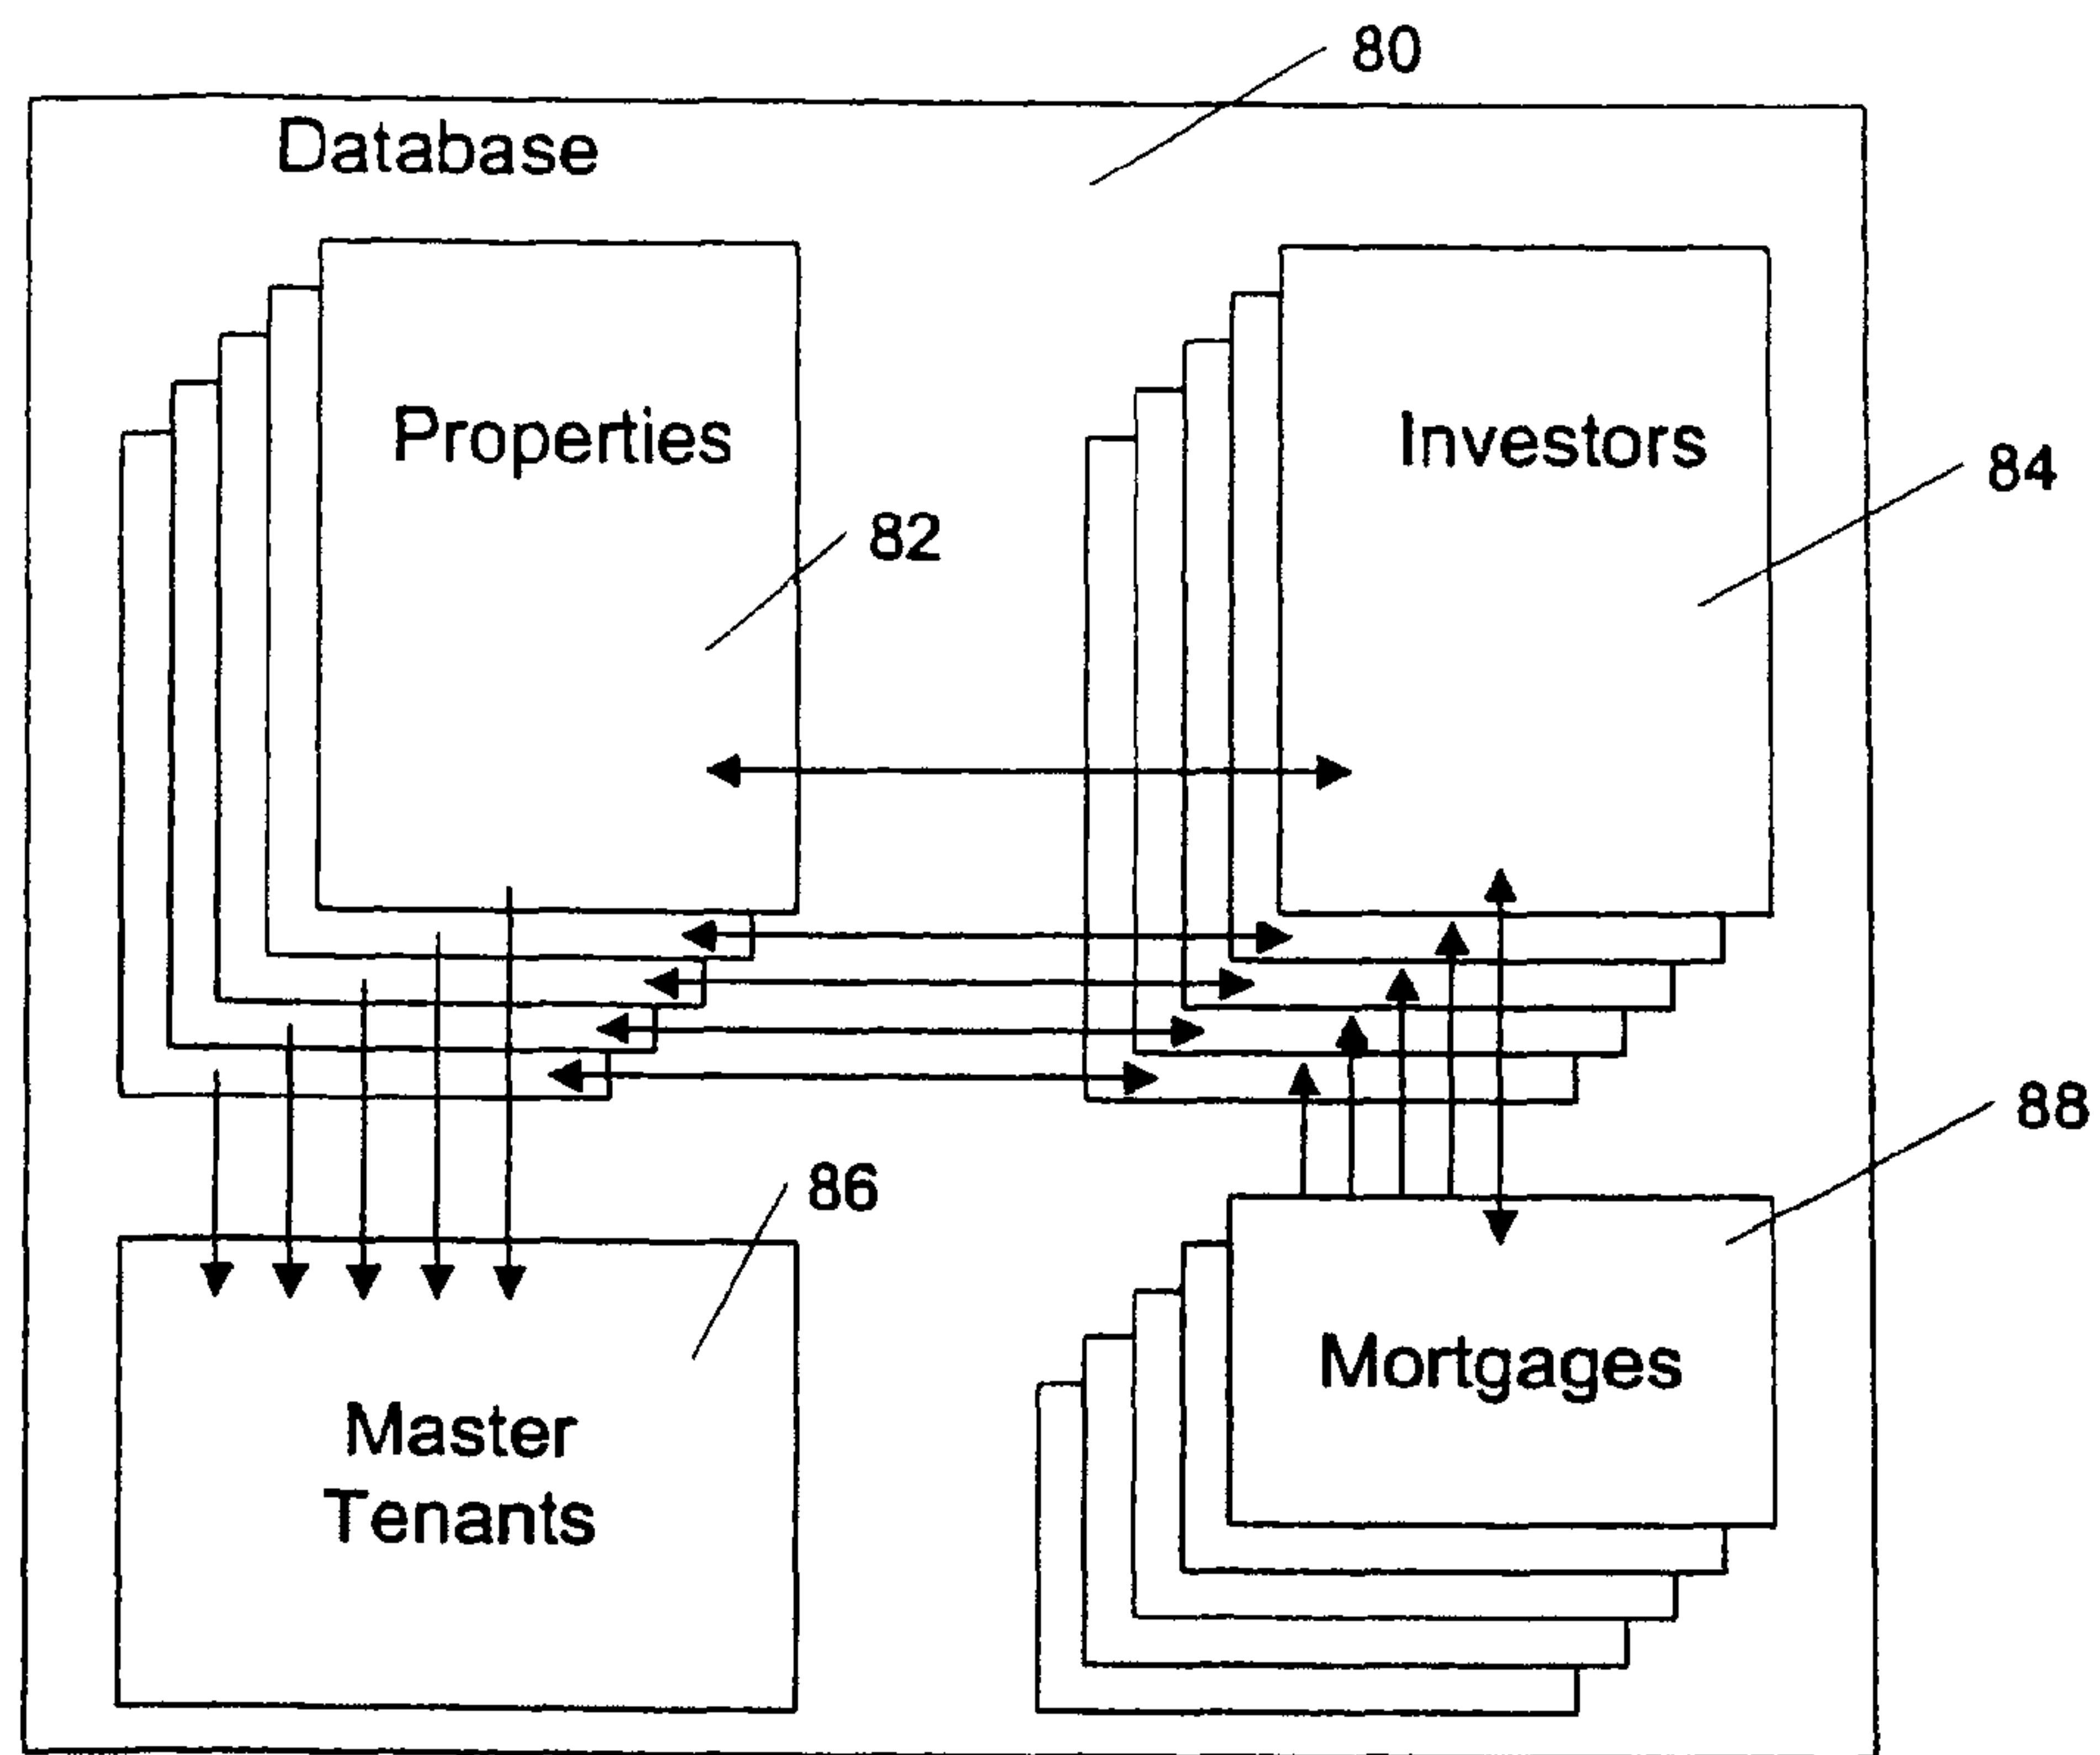 80
Database
Properties
Investors
84
82
88
86
Mortgages
Master
Tenants